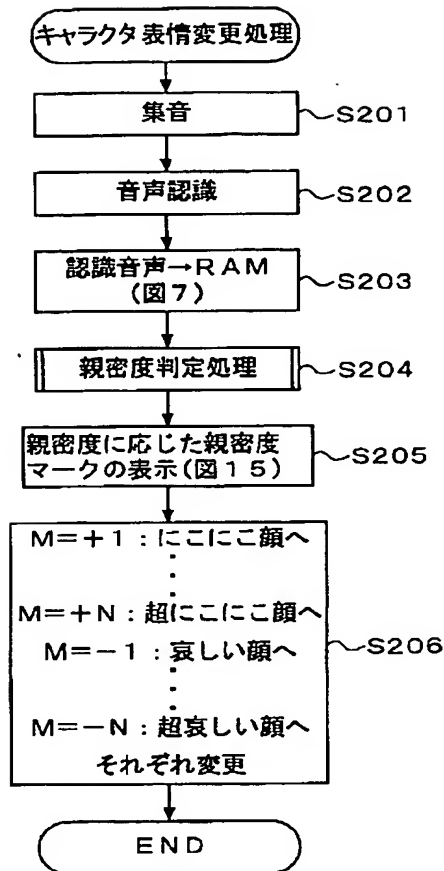 キャラクタ表情変更処理
集音
S201
音声認識
S202
認識音声→RAM
(図7)
S203
親密度判定処理
S204
親密度に応じた親密度
マークの表示(図15)
S205
M=+1:にこにこ顔へ
M=+N:超にこにこ顔へ
M=-1:哀しい顔へ
M=-N:超哀しい顔へ
それぞれ変更
S206
END